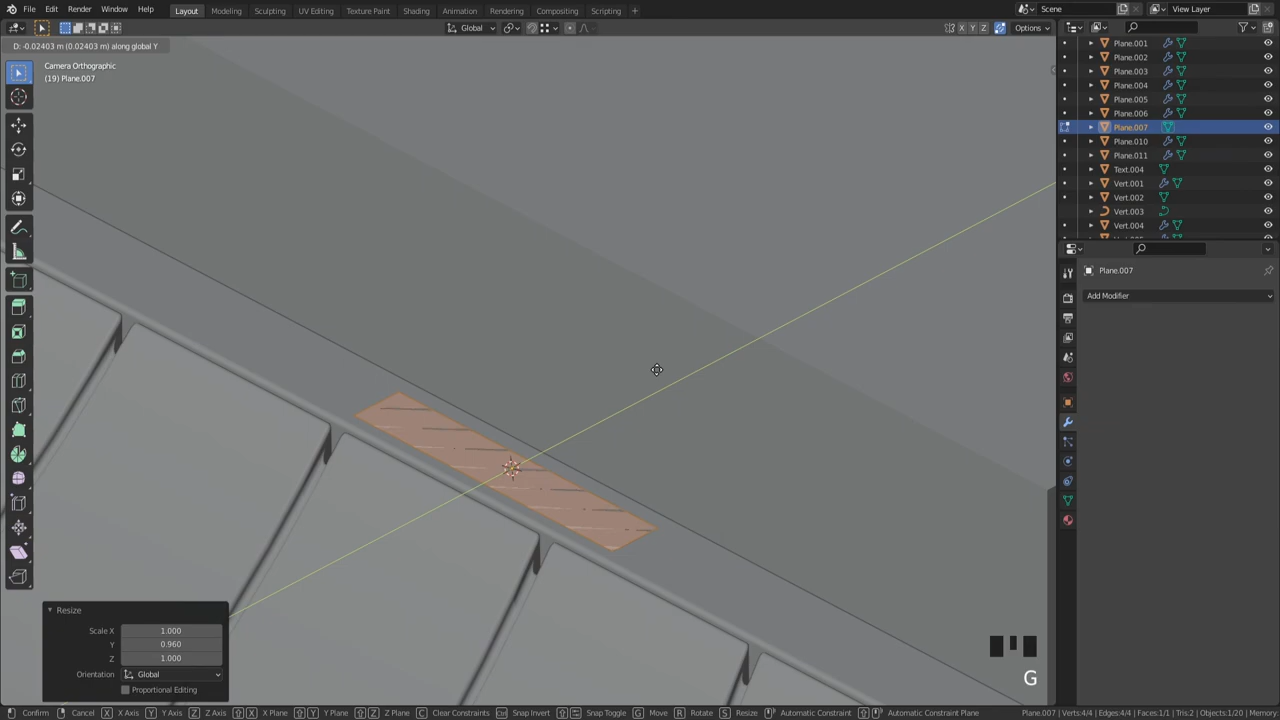 File Edit Render Window Help Layout Modeling Sculpting UV Editing Texture Paint Shading Animation Rendering Compositing Scripting + Scene View Layer
Global X Y Z Options
D: -0.02403 m (0.02403 m) along global Y
Camera Orthographic
(19) Plane.007
Plane.001
Plane.002
Plane.003
Plane.004
Plane.005
Plane.006
Plane.007
Plane.010
Plane.011
Text.004
Vert.001
Vert.002
Vert.003
Vert.004
Plane.007
Add Modifier
Resize
Scale X 1.000
Y 0.960
Z 1.000
Orientation Global
Proportional Editing
G
Confirm Cancel X X Axis Y Y Axis Z Z Axis X X Plane Y Y Plane Z Z Plane C Clear Constraints Ctrl Snap Invert Snap Toggle G Move R Rotate S Resize Automatic Constraint Automatic Constraint Plane Plane.007 | Verts:4/4 | Edges:4/4 | Faces:1/1 | Tris:2 | Objects:1/20 | Memory: